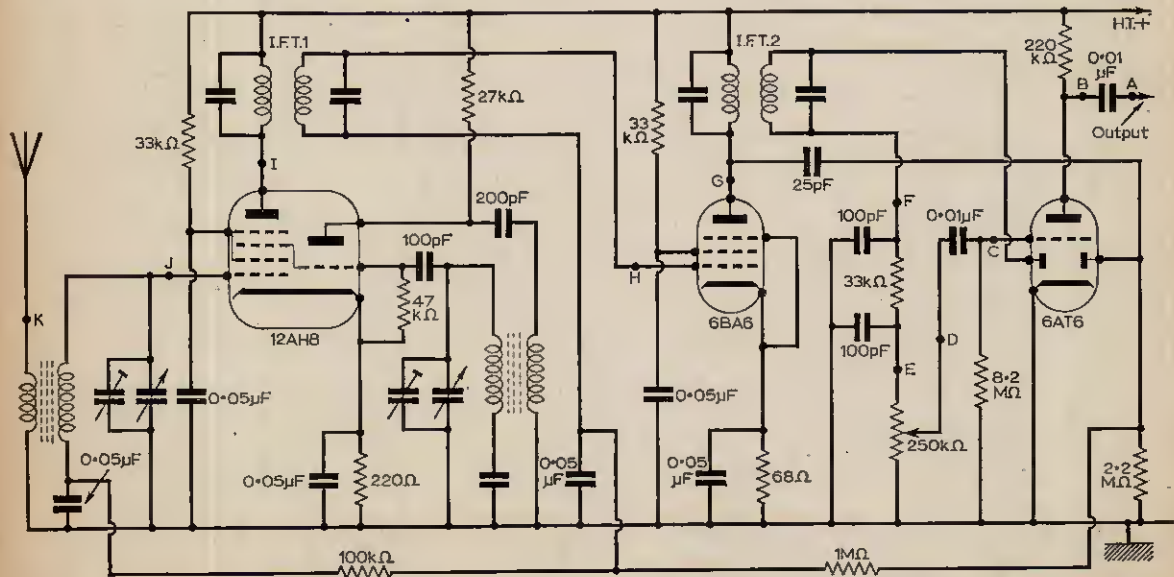 H.T.+
I.F.T.1
I.F.T.2
220
kΩ
0·01
µF
B
A
Output
27kΩ
33
kΩ
33kΩ
I
G
25pF
200pF
F
100pF
0·01µF
100pF
C
J
H
33kΩ
47
kΩ
12AH8
6BA6
6AT6
K
100pF
D
E
8·2
MΩ
0·05µF
0·05µF
250kΩ
0·05µF
0·05µF
220Ω
0·05
µF
0·05
µF
68Ω
2·2
MΩ
100kΩ
1MΩ